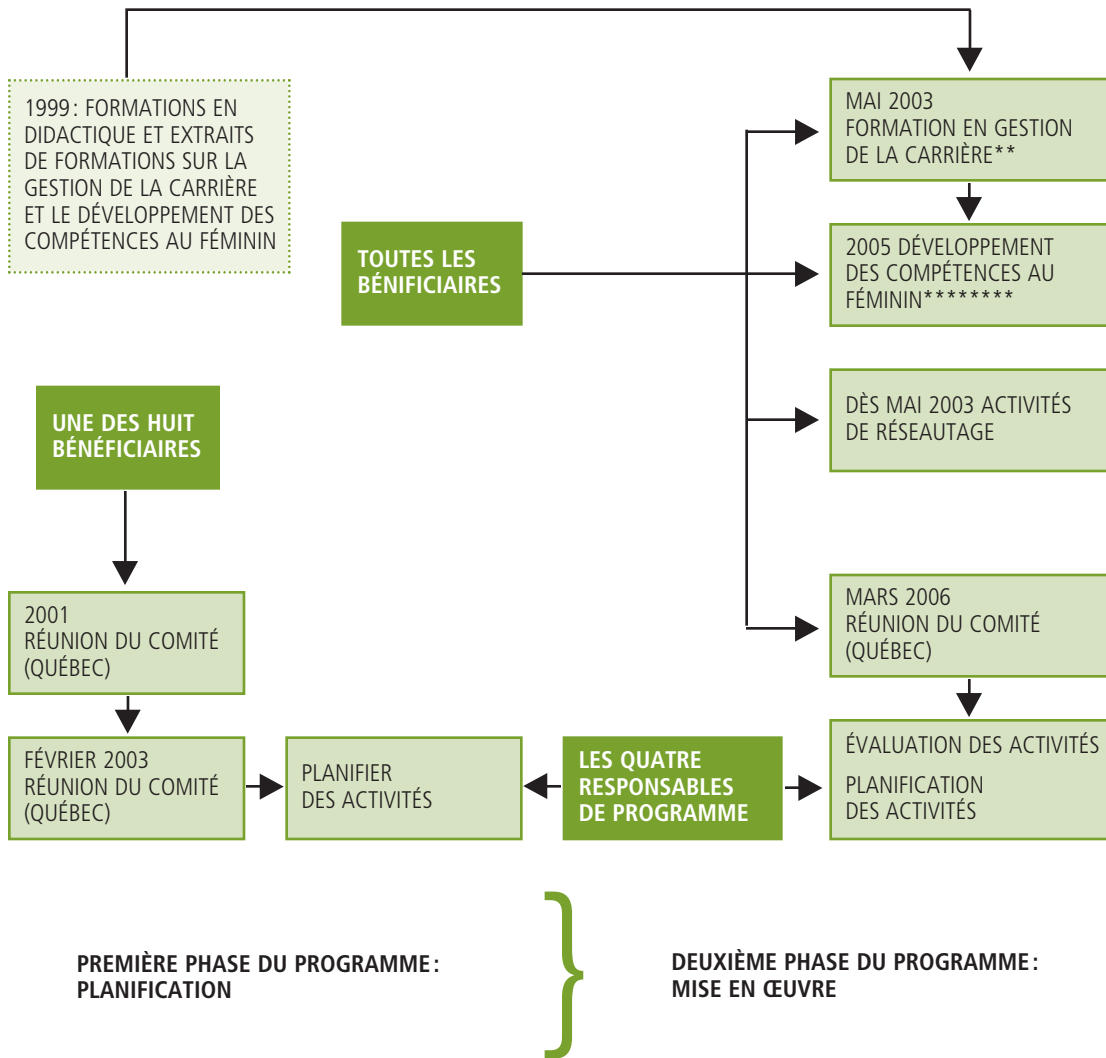 1999: FORMATIONS EN
DIDACTIQUE ET EXTRAITS
DE FORMATIONS SUR LA
GESTION DE LA CARRIÈRE
ET LE DÉVELOPPEMENT DES
COMPÉTENCES AU FÉMININ
MAI 2003
FORMATION EN GESTION
DE LA CARRIÈRE**
TOUTES LES
BÉNIFICIAIRES
2005 DÉVELOPPEMENT
DES COMPÉTENCES AU
FÉMININ********
UNE DES HUIT
BÉNÉFICIAIRES
DÈS MAI 2003 ACTIVITÉS
DE RÉSEAUTAGE
2001
RÉUNION DU COMITÉ
(QUÉBEC)
MARS 2006
RÉUNION DU COMITÉ
(QUÉBEC)
FÉVRIER 2003
RÉUNION DU COMITÉ
(QUÉBEC)
PLANIFIER
DES ACTIVITÉS
LES QUATRE
RESPONSABLES
DE PROGRAMME
ÉVALUATION DES ACTIVITÉS
PLANIFICATION
DES ACTIVITÉS
PREMIÈRE PHASE DU PROGRAMME:
PLANIFICATION
DEUXIÈME PHASE DU PROGRAMME:
MISE EN ŒUVRE